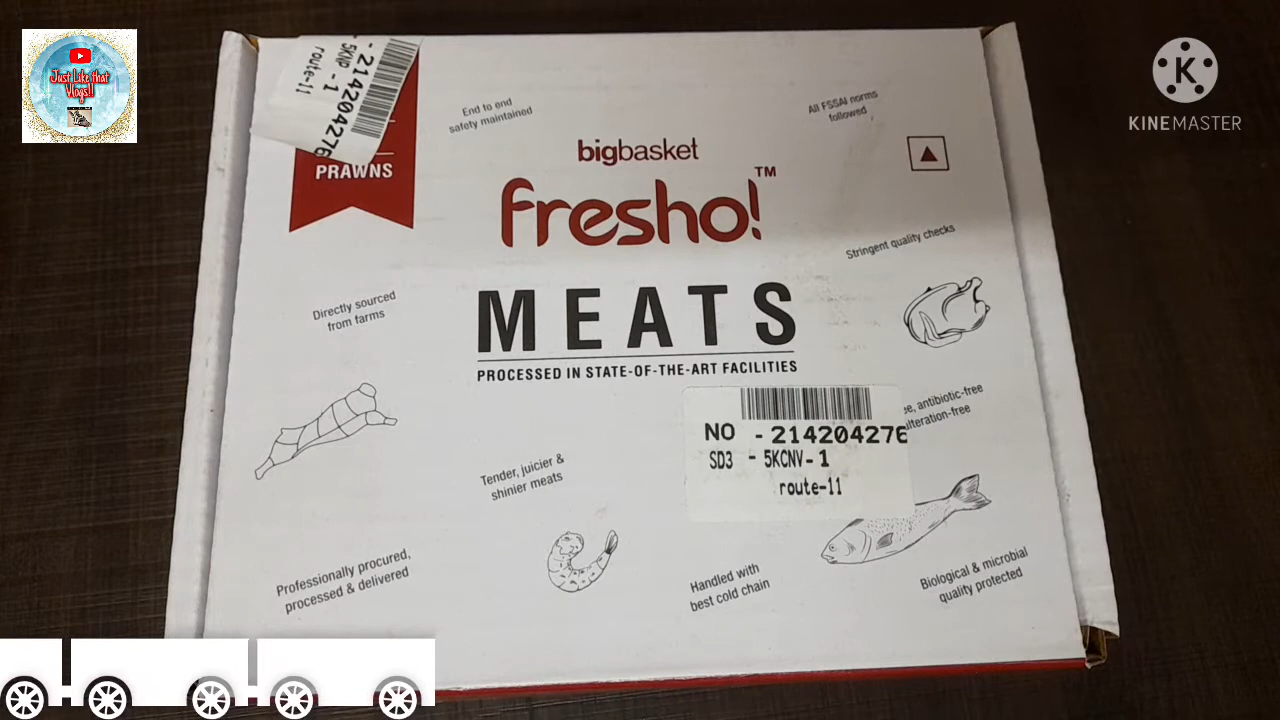 Just Like that
Vlogs!!
KINEMASTER
- 214204276
- 5KNP - 1
route-11
PRAWNS
End to end
safety maintained
All FSSAI norms
followed
bigbasket
fresho!™
Stringent quality checks
Directly sourced
from farms
MEATS
PROCESSED IN STATE-OF-THE-ART FACILITIES
antibiotic-free
NO - 214204276
SD3 - 5KCNV - 1
route-11
Tender, juicier &
shinier meats
Professionally procured,
processed & delivered
Handled with
best cold chain
Biological & microbial
quality protected